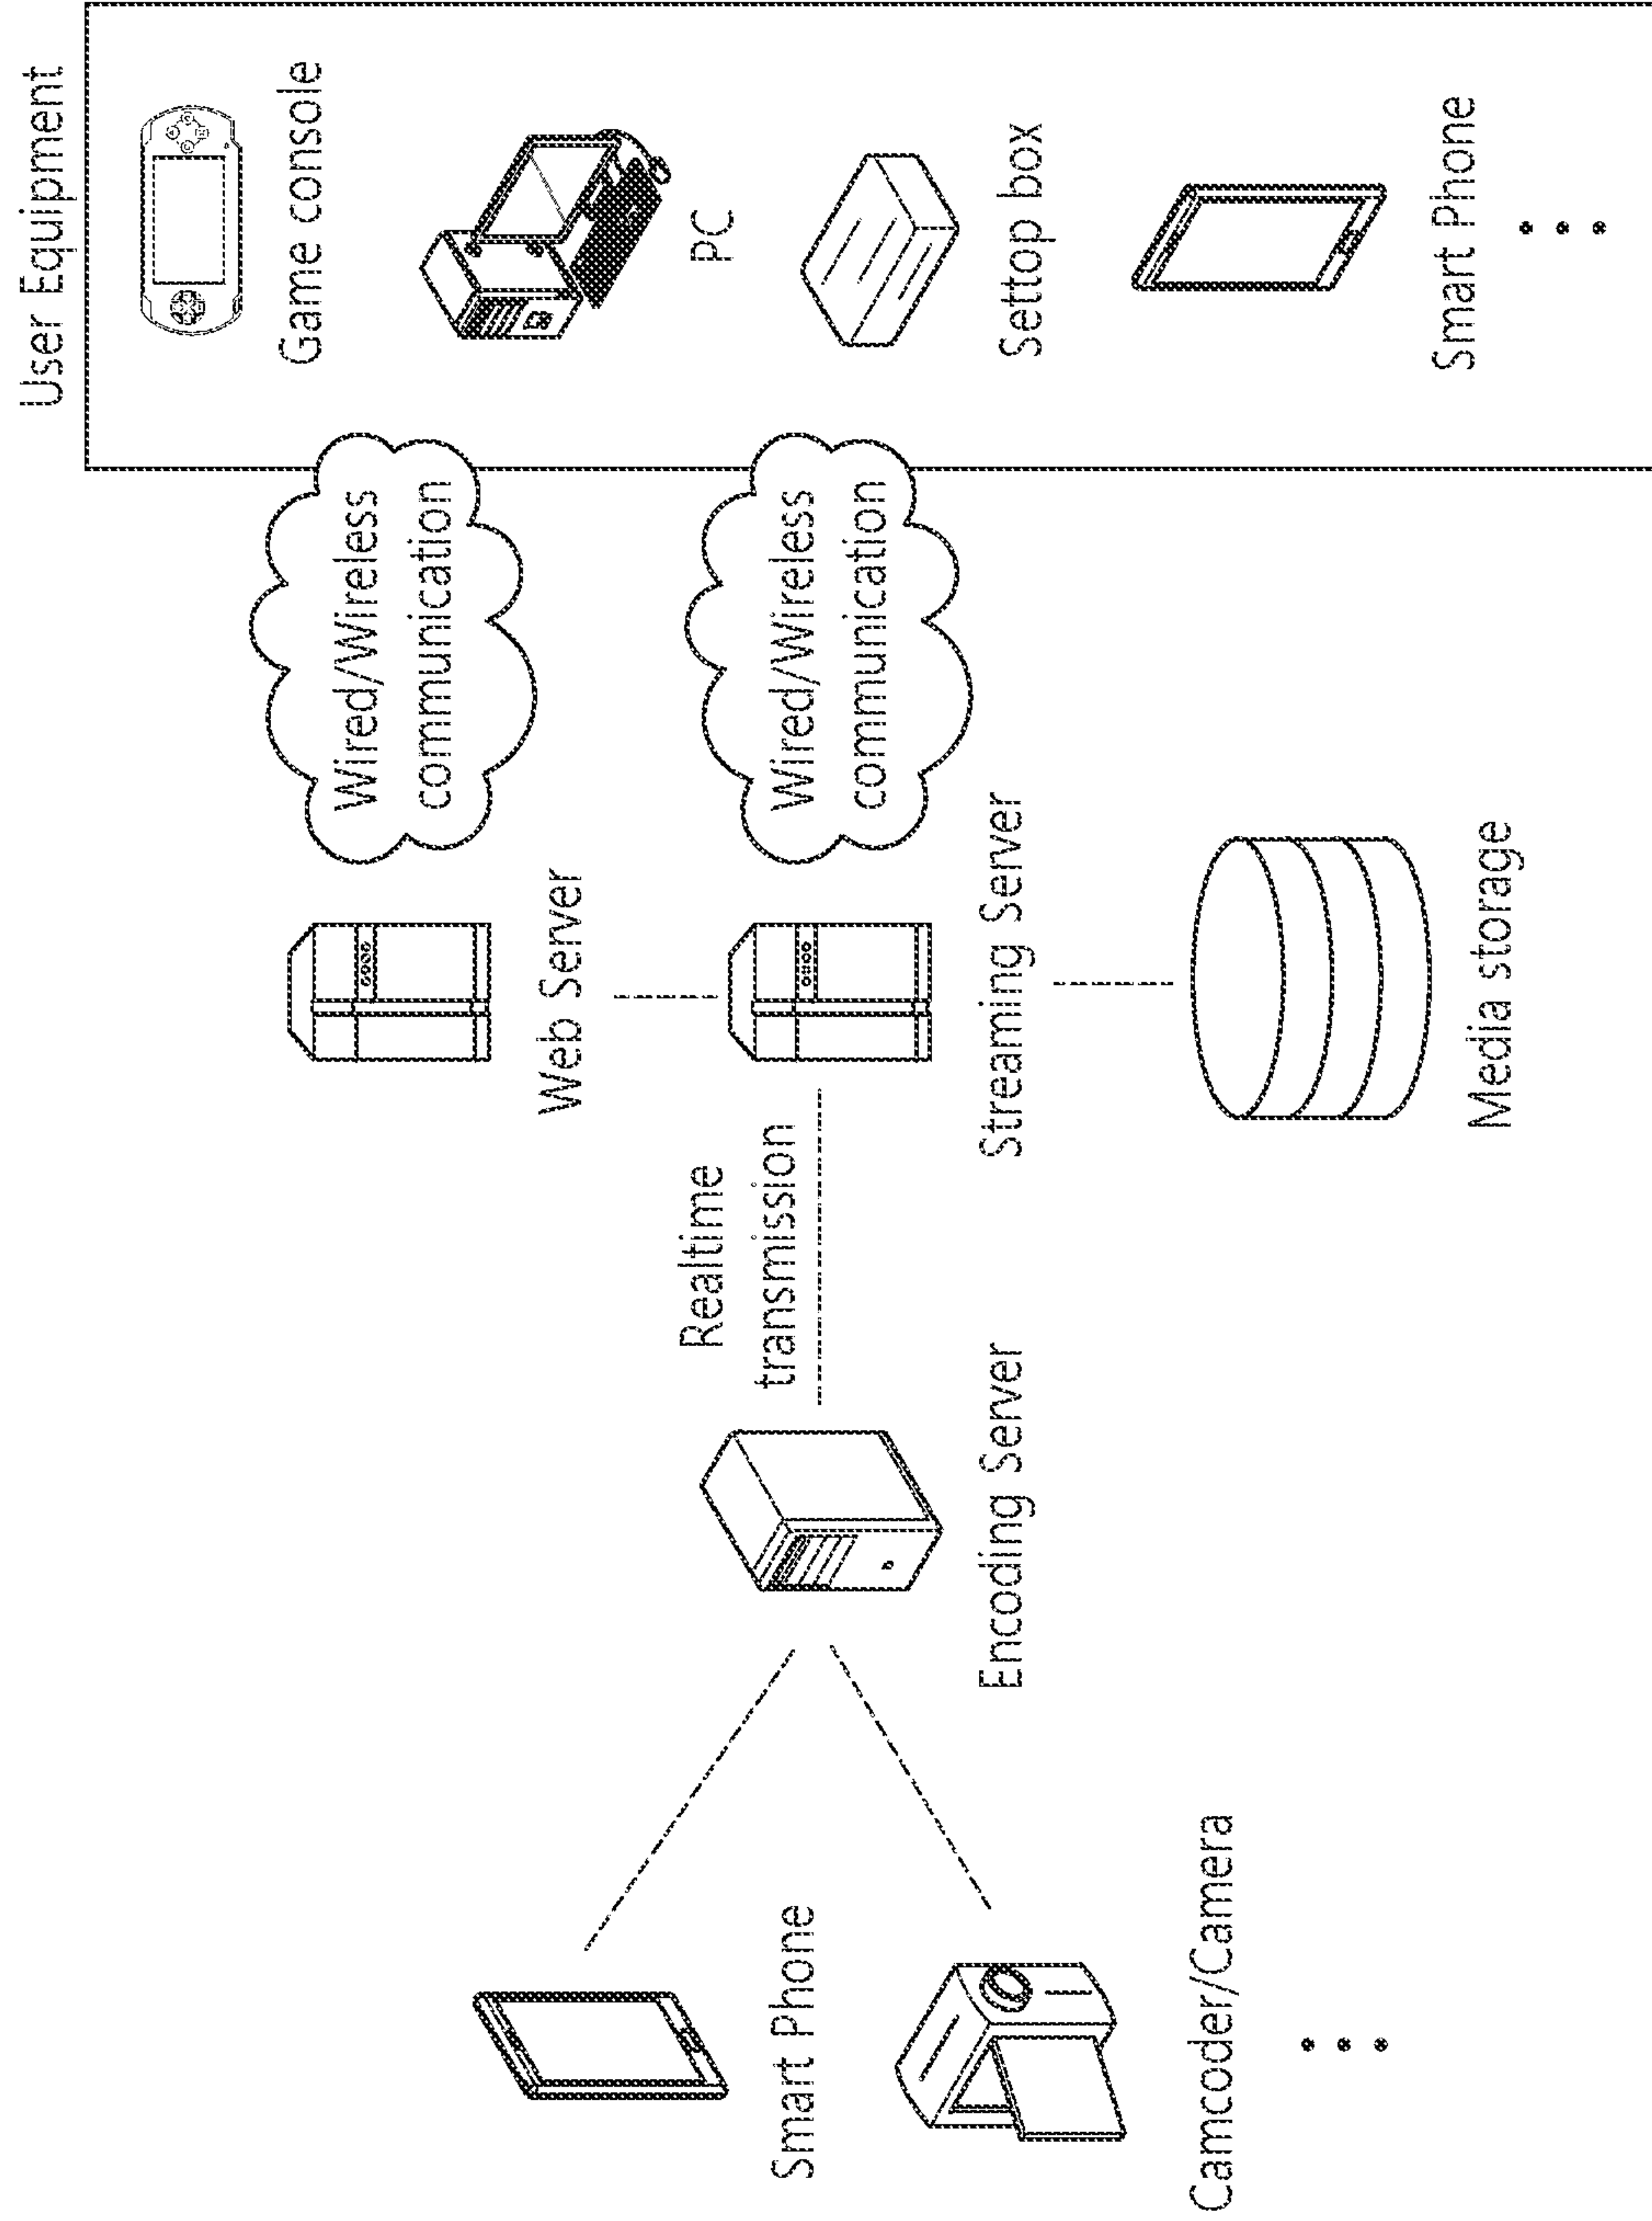 User Equipment
Game console
PC
Settop box
Smart Phone
Wired/Wireless
communication
Wired/Wireless
communication
Web Server
Streaming Server
Media storage
Realtime
transmission
Encoding Server
Smart Phone
Camcoder/Camera